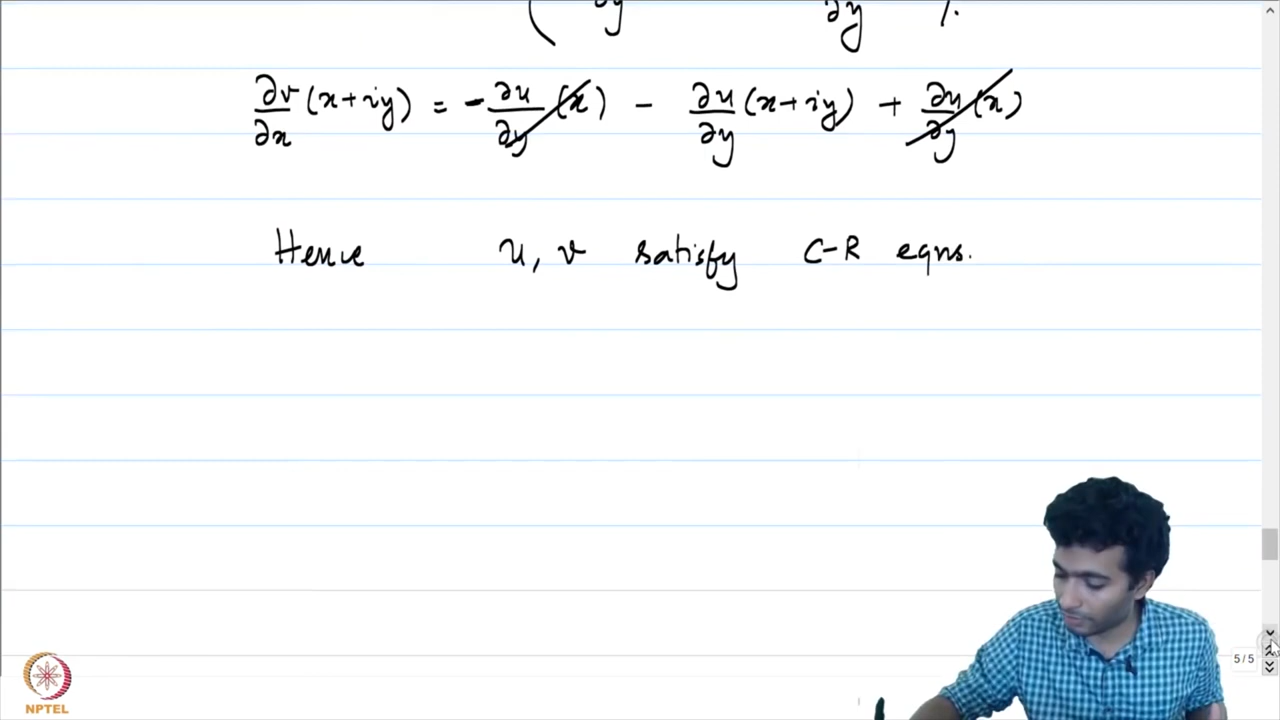 ∂y ∂y ).
∂v/∂x (x+iy) = - ∂u/∂y (x) - ∂u/∂y (x+iy) + ∂u/∂y (x)
Hence u, v satisfy C-R eqns.
5 / 5
NPTEL